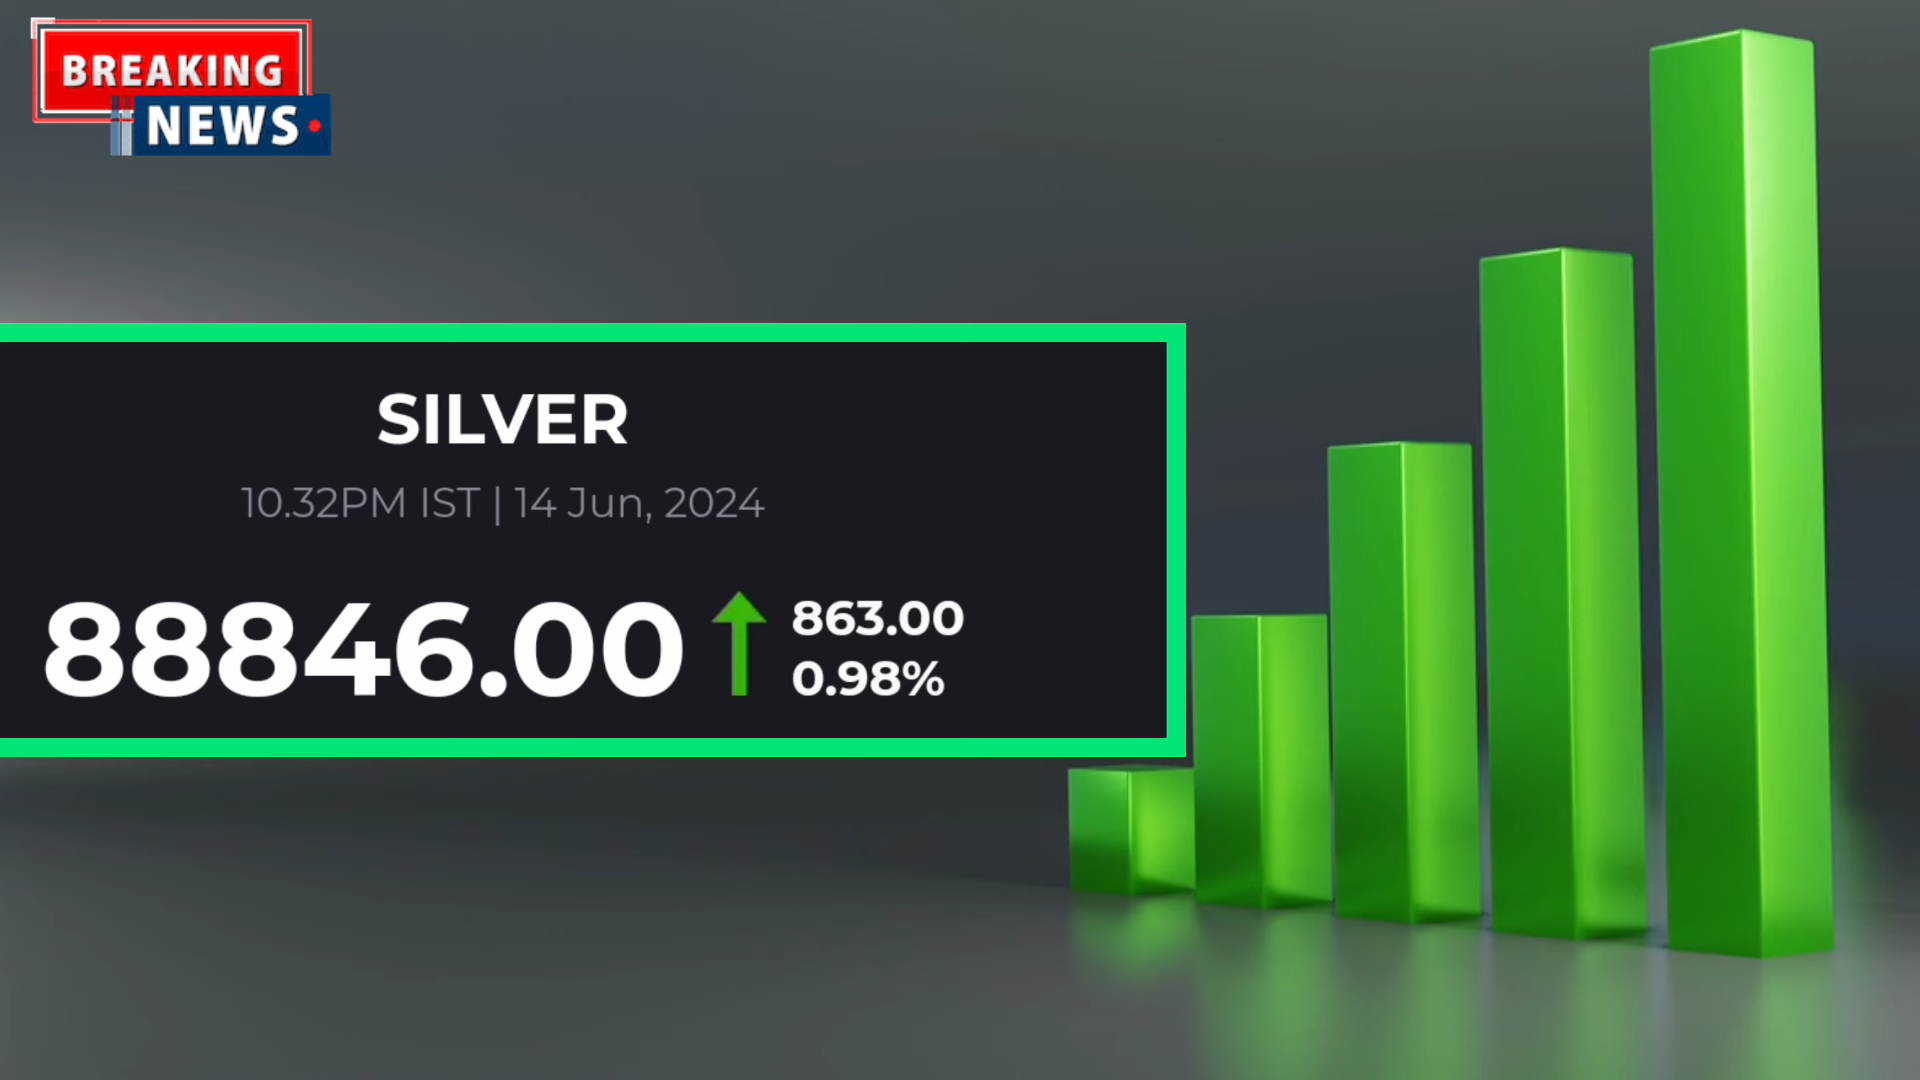 BREAKING
NEWS
SILVER
10.32PM IST | 14 Jun, 2024
88846.00
863.00
0.98%